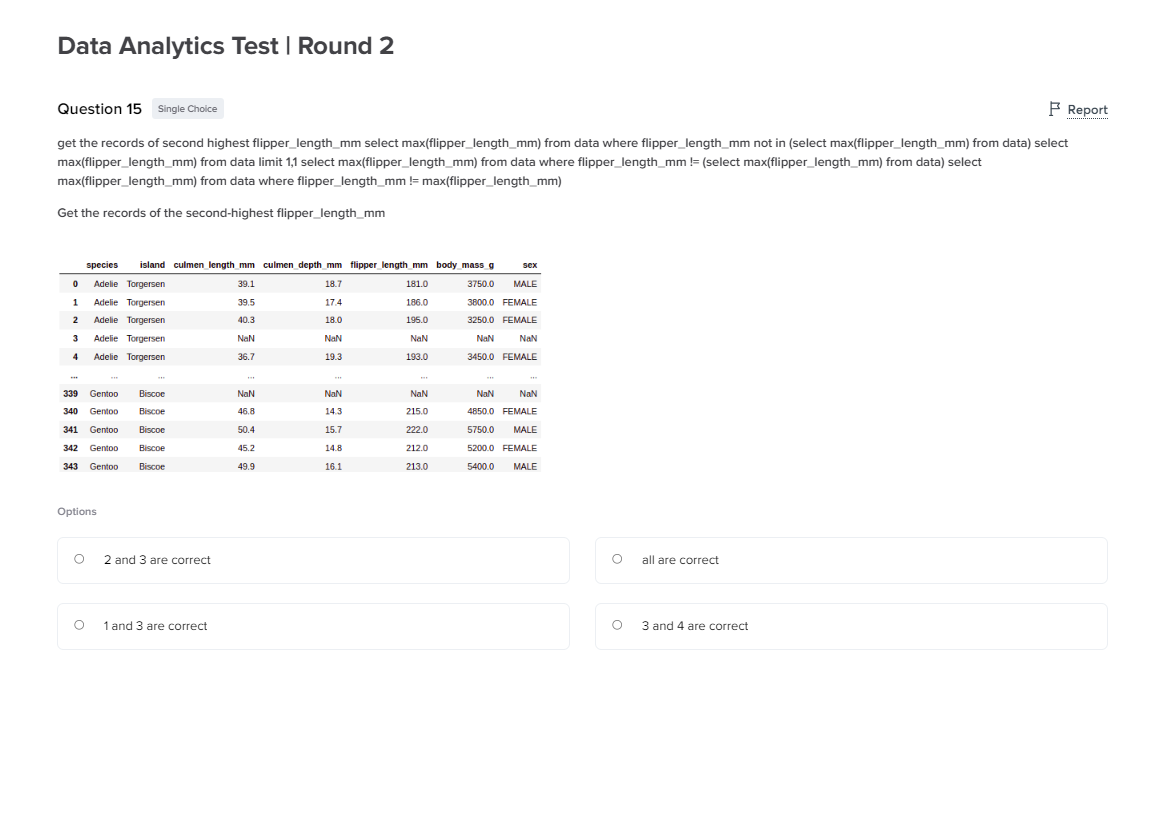 Data Analytics Test | Round 2
Question 15 Single Choice Report
get the records of second highest flipper_length_mm select max(flipper_length_mm) from data where flipper_length_mm not in (select max(flipper_length_mm) from data) select
max(flipper_length_mm) from data limit 1,1 select max(flipper_length_mm) from data where flipper_length_mm != (select max(flipper_length_mm) from data) select
max(flipper_length_mm) from data where flipper_length_mm != max(flipper_length_mm)
Get the records of the second-highest flipper_length_mm
species island culmen_length_mm culmen_depth_mm flipper_length_mm body_mass_g sex
0 Adelie Torgersen 39.1 18.7 181.0 3750.0 MALE
1 Adelie Torgersen 39.5 17.4 186.0 3800.0 FEMALE
2 Adelie Torgersen 40.3 18.0 195.0 3250.0 FEMALE
3 Adelie Torgersen NaN NaN NaN NaN NaN
4 Adelie Torgersen 36.7 19.3 193.0 3450.0 FEMALE
... ... ... ... ... ... ... ...
339 Gentoo Biscoe NaN NaN NaN NaN NaN
340 Gentoo Biscoe 46.8 14.3 215.0 4850.0 FEMALE
341 Gentoo Biscoe 50.4 15.7 222.0 5750.0 MALE
342 Gentoo Biscoe 45.2 14.8 212.0 5200.0 FEMALE
343 Gentoo Biscoe 49.9 16.1 213.0 5400.0 MALE
Options
2 and 3 are correct
all are correct
1 and 3 are correct
3 and 4 are correct